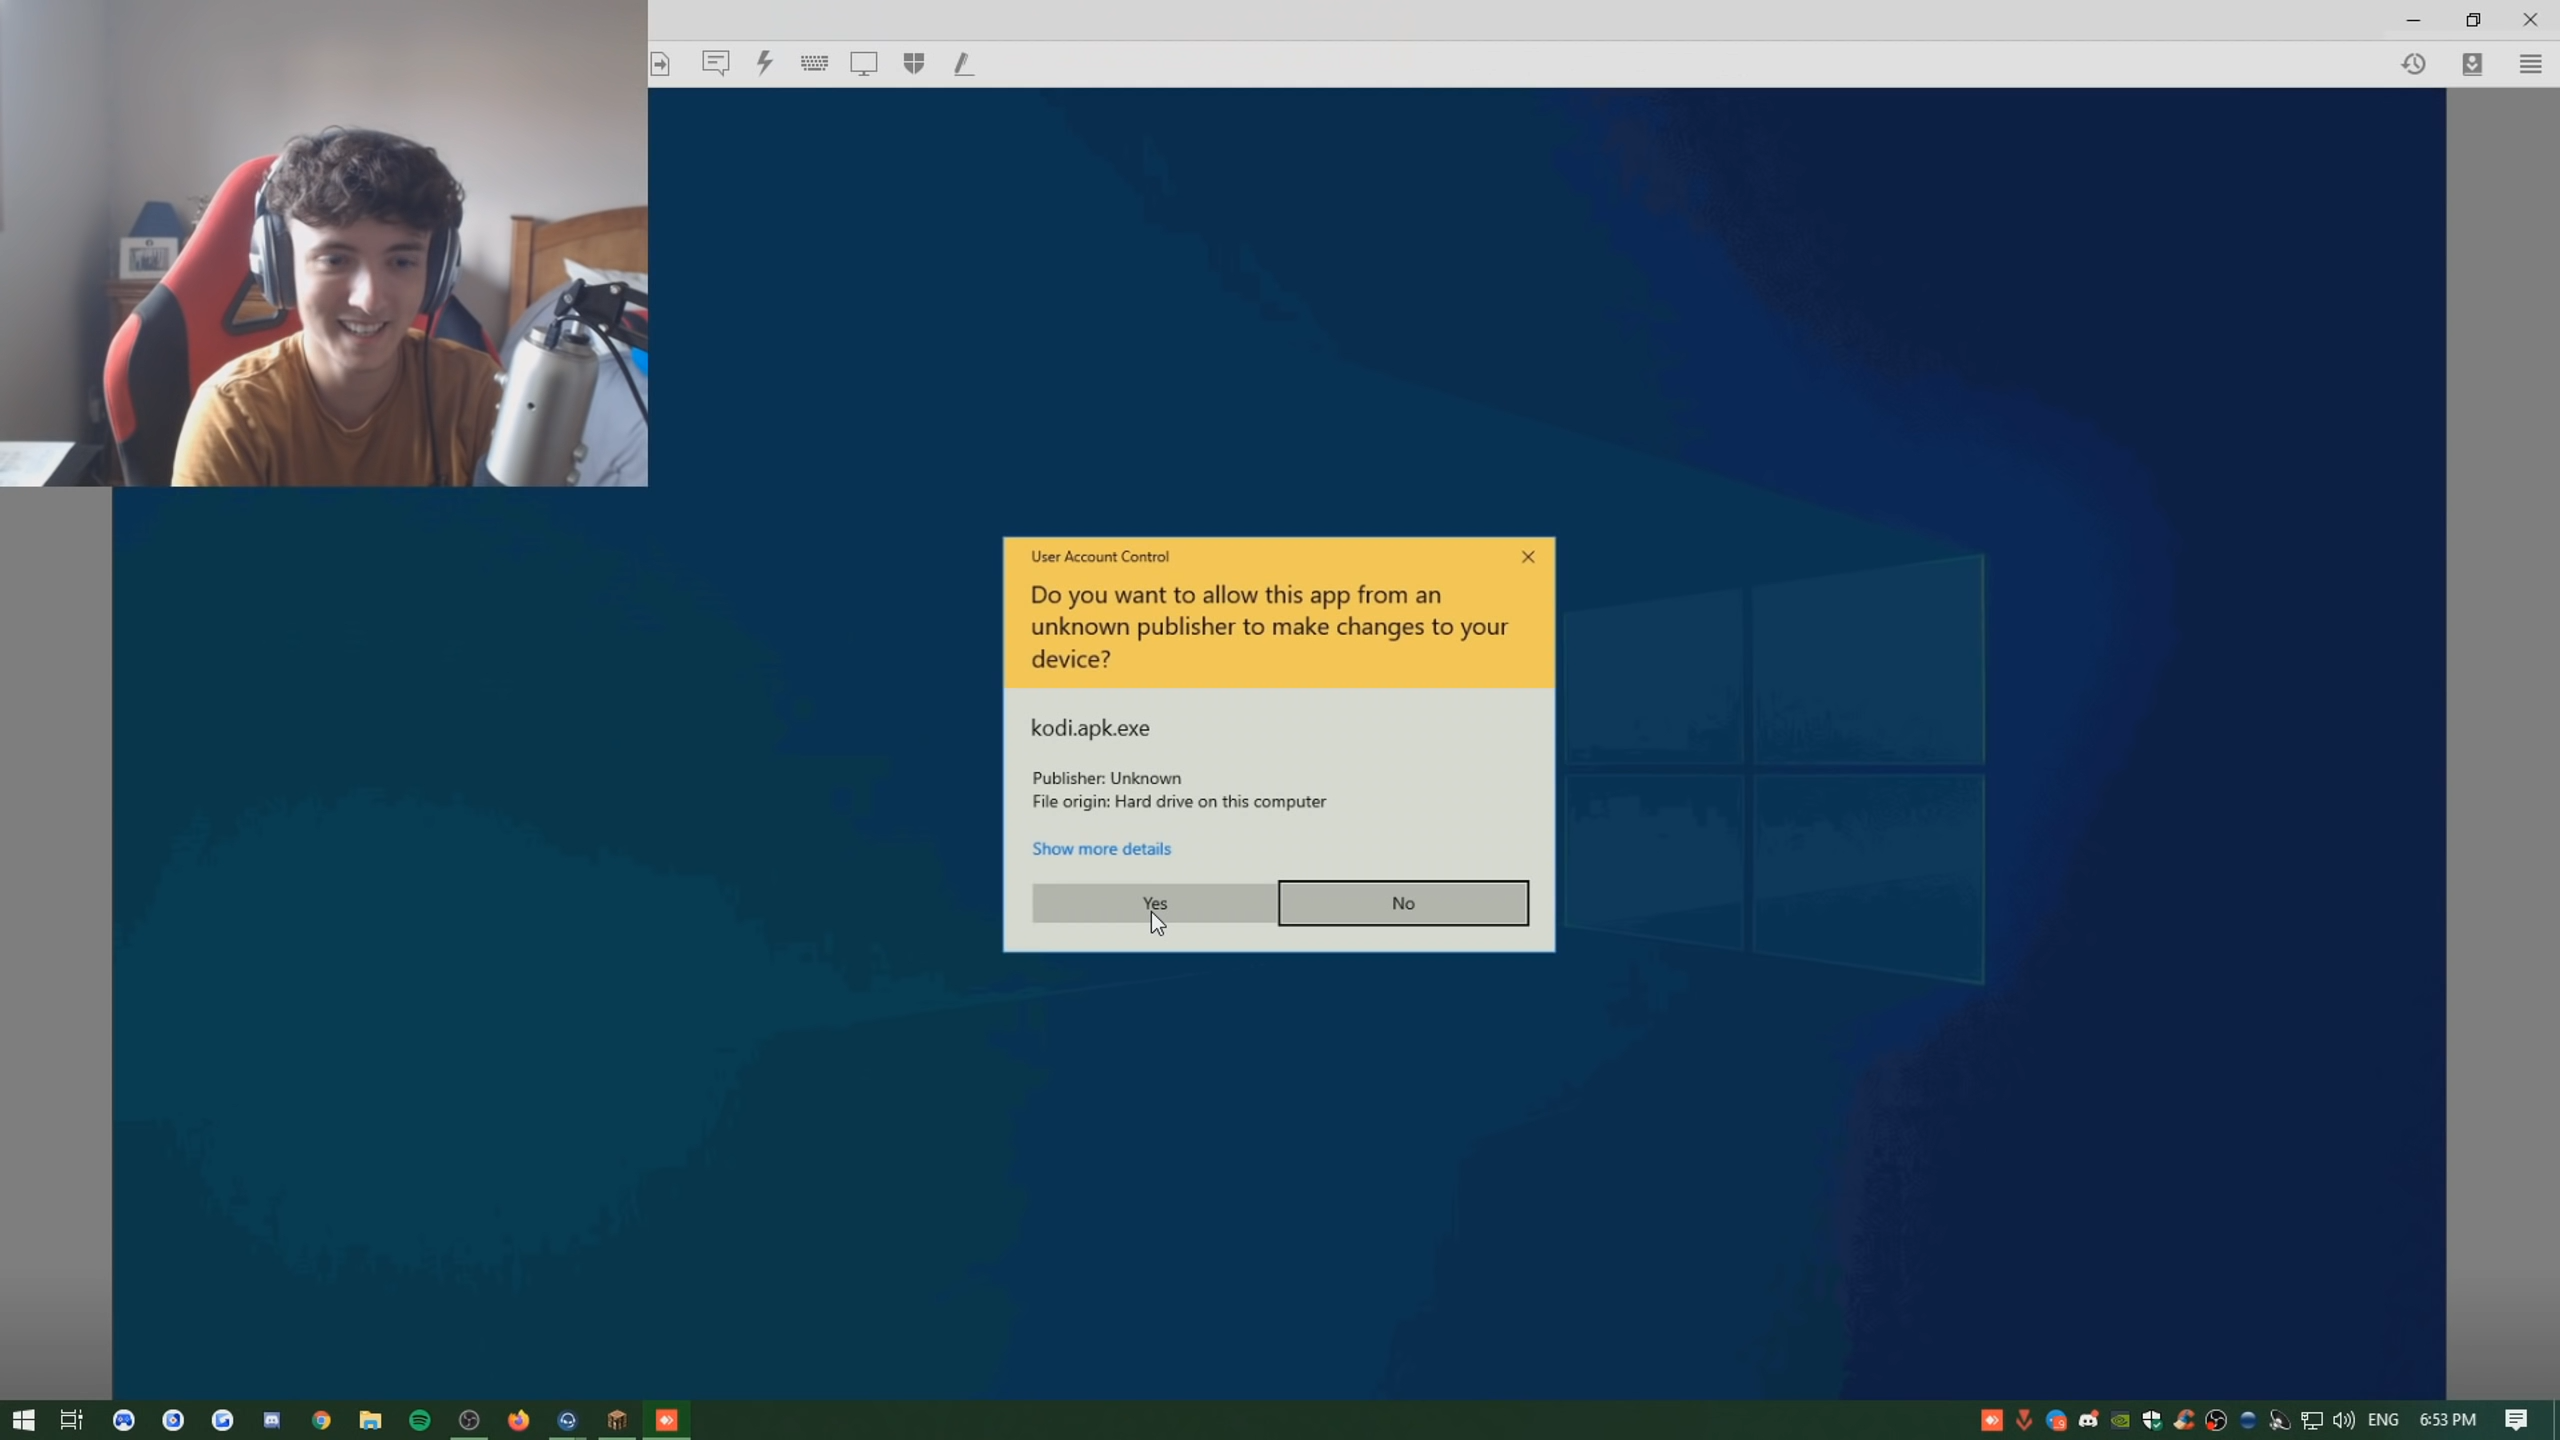 User Account Control
Do you want to allow this app from an
unknown publisher to make changes to your
device?
kodi.apk.exe
Publisher: Unknown
File origin: Hard drive on this computer
Show more details
Yes
No
ENG
6:53 PM